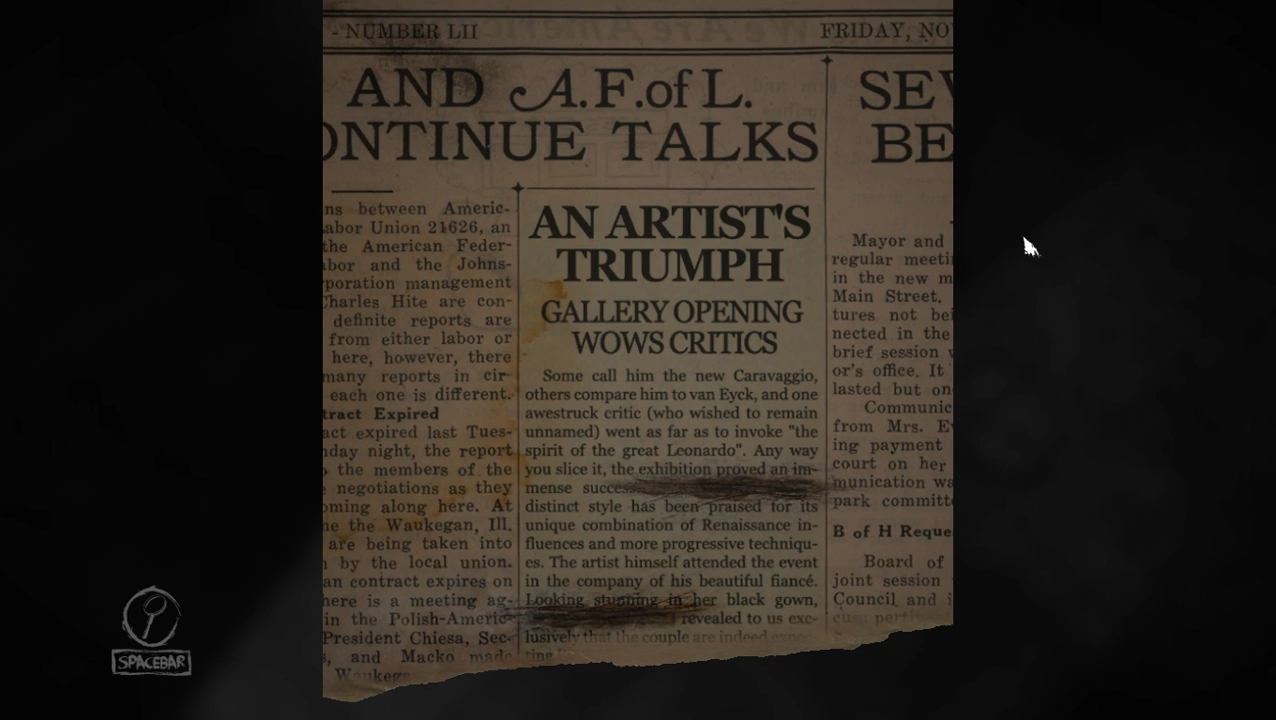 - NUMBER LII
FRIDAY, NO
AND A.F.of L.
ONTINUE TALKS
SEV
BE
ns between Americ-
abor Union 21626, an
the American Feder-
abor and the Johns-
poration management
Charles Hite are con-
definite reports are
from either labor or
here, however, there
many reports in cir-
each one is different.
tract Expired
act expired last Tues-
day night, the report
the members of the
negotiations as they
oming along here. At
e the Waukegan, Ill.
are being taken into
by the local union.
an contract expires on
here is a meeting ag-
in the Polish-Americ-
President Chiesa, Sec-
, and Macko made
Waukega
AN ARTIST'S
TRIUMPH
GALLERY OPENING
WOWS CRITICS
Some call him the new Caravaggio,
others compare him to van Eyck, and one
awestruck critic (who wished to remain
unnamed) went as far as to invoke "the
spirit of the great Leonardo". Any way
you slice it, the exhibition proved an im-
mense succes
distinct style has been praised for its
unique combination of Renaissance in-
fluences and more progressive techniqu-
es. The artist himself attended the event
in the company of his beautiful fiancé.
Looking stunning in her black gown,
revealed to us exc-
lusively that the couple are indeed expec-
ting
Mayor and
regular meeti
in the new m
Main Street.
tures not bei
nected in the
brief session
or's office. It
lasted but on
Communic
from Mrs. Ev
ing payment
court on her
munication wa
park committe
B of H Reque
Board of
joint session
Council and i
SPACEBAR